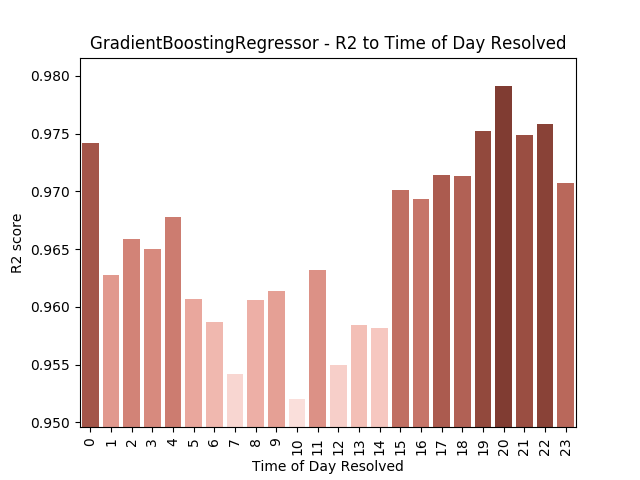 GradientBoostingRegressor - R2 to Time of Day Resolved
0.980
0.975
0.970
0.965
0.960
0.955
0.950
R2 score
0 1 2 3 4 5 6 7 8 9 10 11 12 13 14 15 16 17 18 19 20 21 22 23
Time of Day Resolved